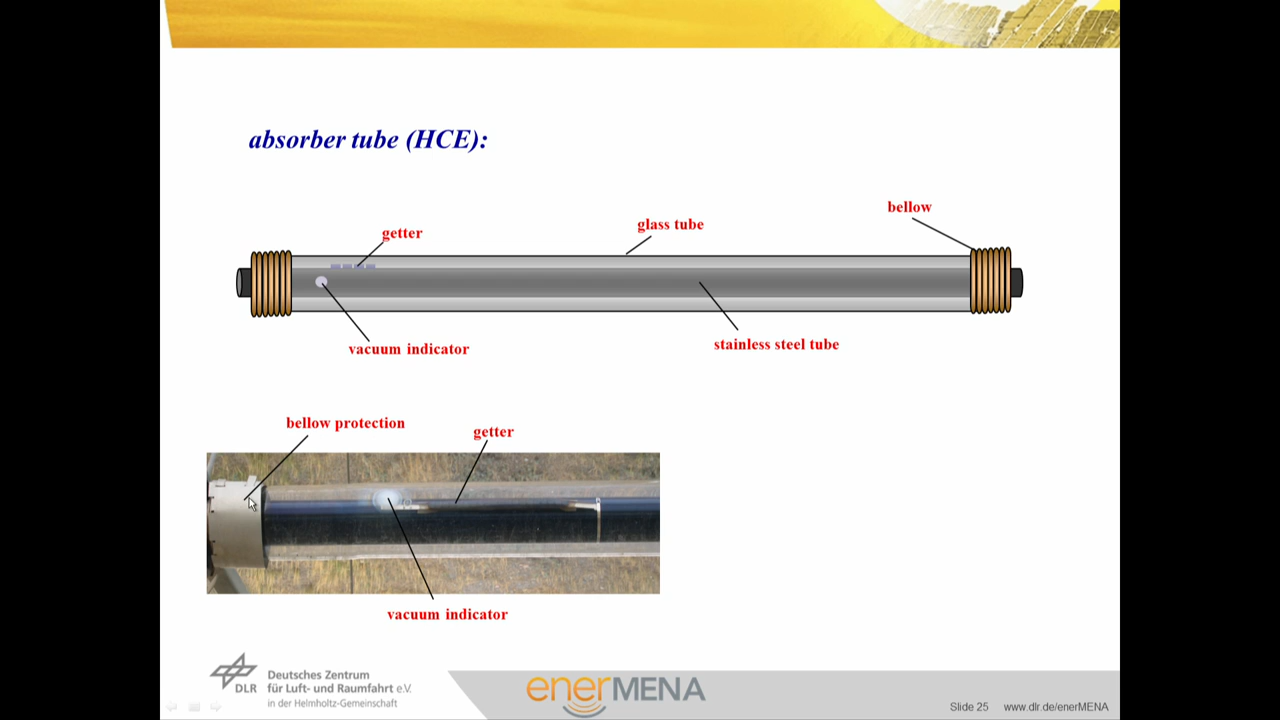 absorber tube (HCE):
bellow
glass tube
getter
vacuum indicator
stainless steel tube
bellow protection
getter
vacuum indicator
DLR
Deutsches Zentrum
für Luft- und Raumfahrt e.V.
in der Helmholtz-Gemeinschaft
enerMENA
Slide 25 www.dlr.de/enerMENA